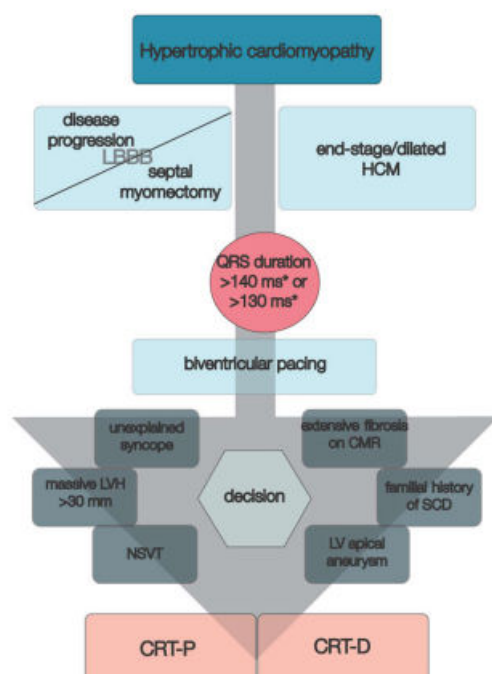 Hypertrophic cardiomyopathy
disease
progression
LBBB
septal
myomectomy
end-stage/dilated
HCM
QRS duration
>140 ms* or
>130 ms*
biventricular pacing
unexplained
syncope
extensive fibrosis
on CMR
massive LVH
>30 mm
decision
familial history
of SCD
NSVT
LV apical
aneurysm
CRT-P
CRT-D